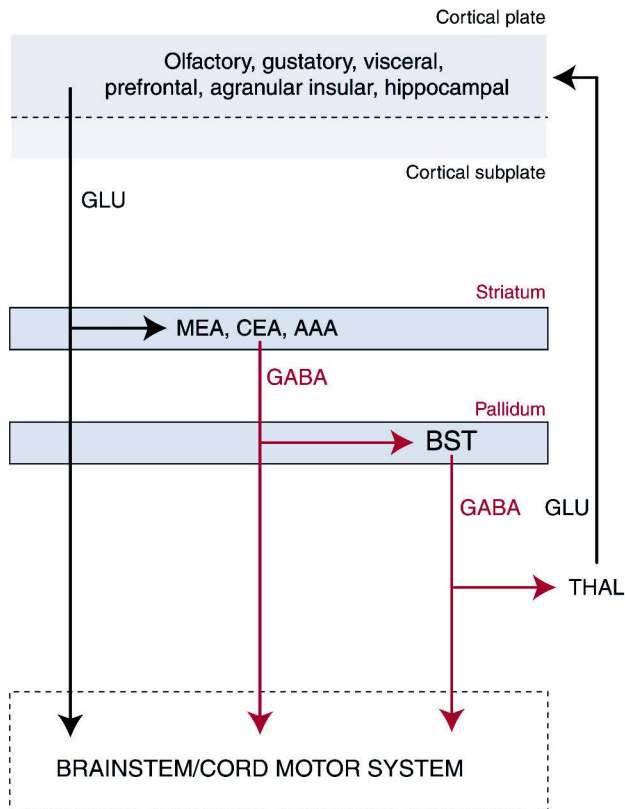 Cortical plate
Olfactory, gustatory, visceral,
prefrontal, agranular insular, hippocampal
Cortical subplate
GLU
Striatum
MEA, CEA, AAA
GABA
Pallidum
BST
GABA
GLU
THAL
BRAINSTEM/CORD MOTOR SYSTEM